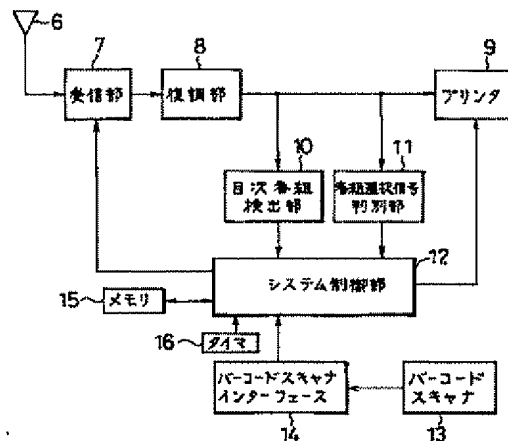 6
7
8
9
受信部
復調部
プリンタ
10
11
目次番組
検出部
番組選択信号
判別部
12
システム制御部
15
メモリ
16
タイマ
バーコードスキャナ
インターフェース
バーコード
スキャナ
14
13